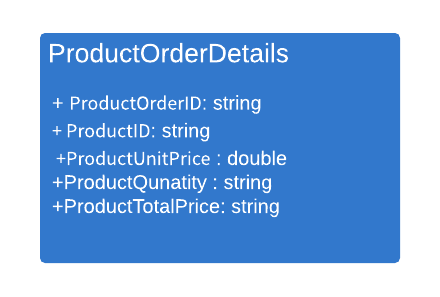 ProductOrderDetails
+ ProductOrderID: string
+ ProductID: string
+ProductUnitPrice : double
+ProductQunatity : string
+ProductTotalPrice: string